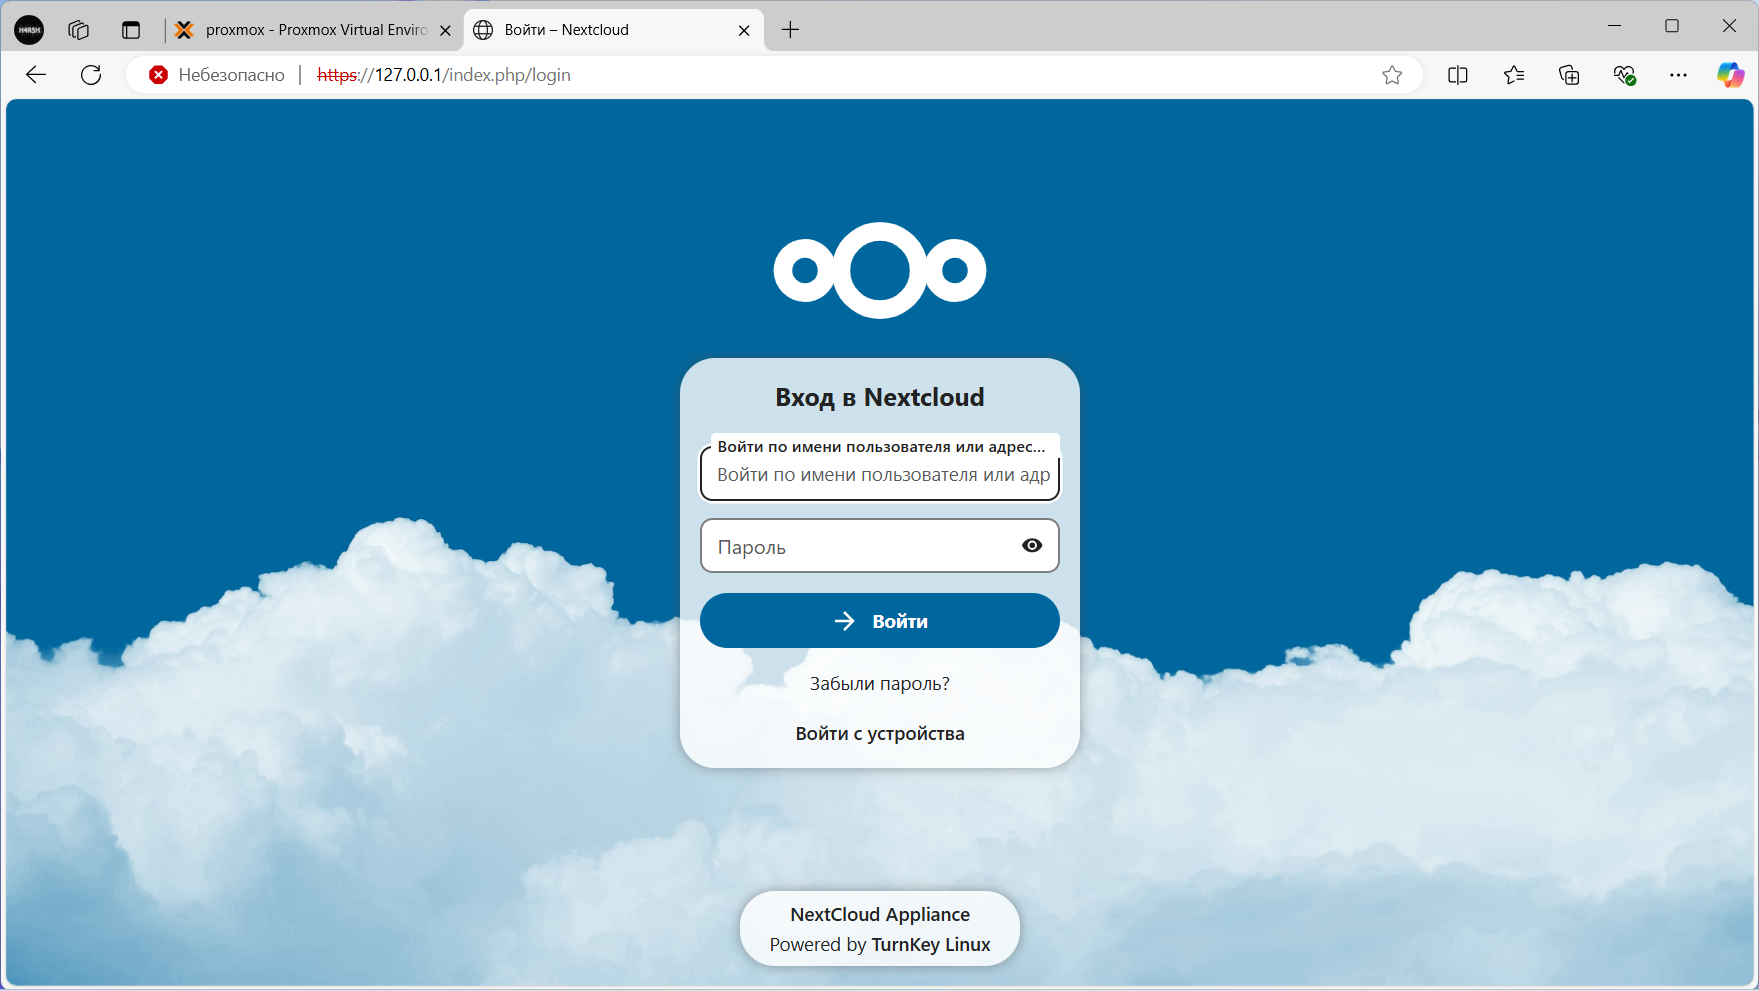 HARSH
proxmox - Proxmox Virtual Enviro
Войти – Nextcloud
Небезопасно
https://127.0.0.1/index.php/login
Вход в Nextcloud
Войти по имени пользователя или адрес...
Войти по имени пользователя или адр
Пароль
Войти
Забыли пароль?
Войти с устройства
NextCloud Appliance
Powered by TurnKey Linux